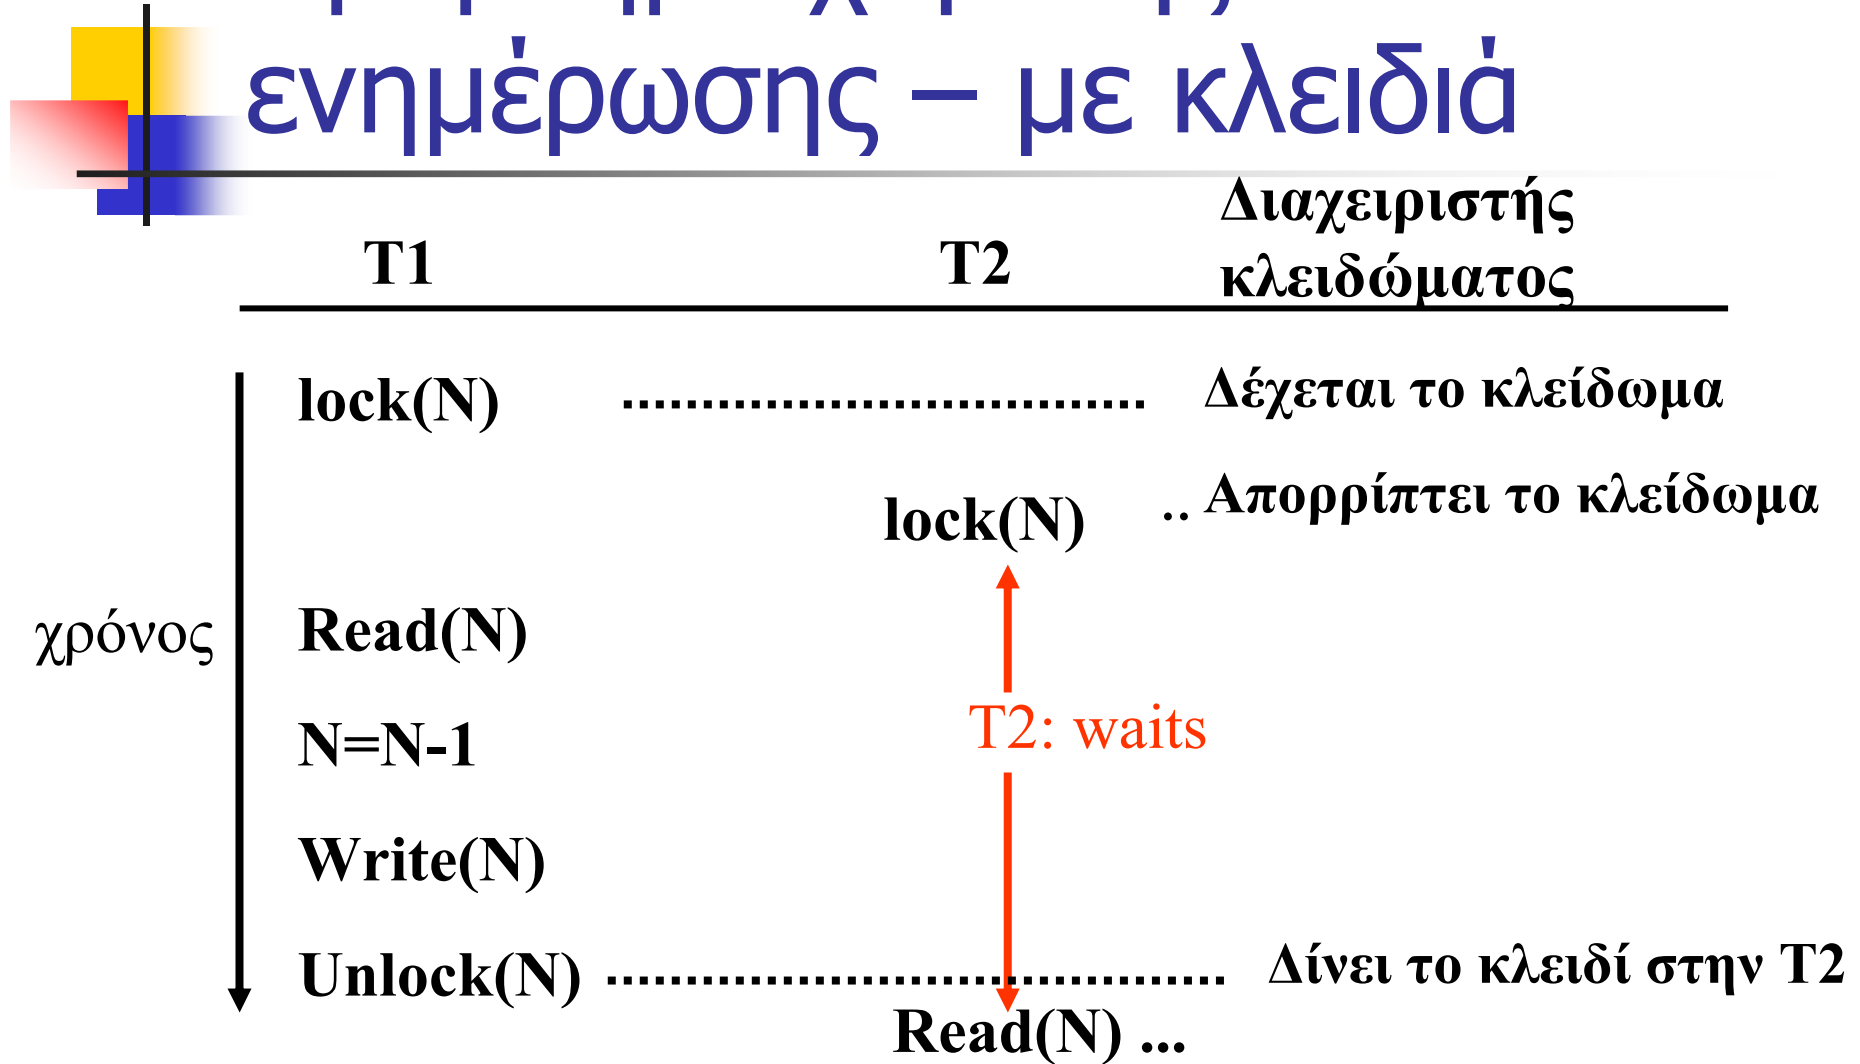 ενημέρωσης – με κλειδιά
T1 T2 Διαχειριστής κλειδώματος
lock(N) ................................. Δέχεται το κλείδωμα
lock(N) .. Απορρίπτει το κλείδωμα
χρόνος
Read(N)
T2: waits
N=N-1
Write(N)
Unlock(N) ....................................... Δίνει το κλειδί στην T2
Read(N) ...